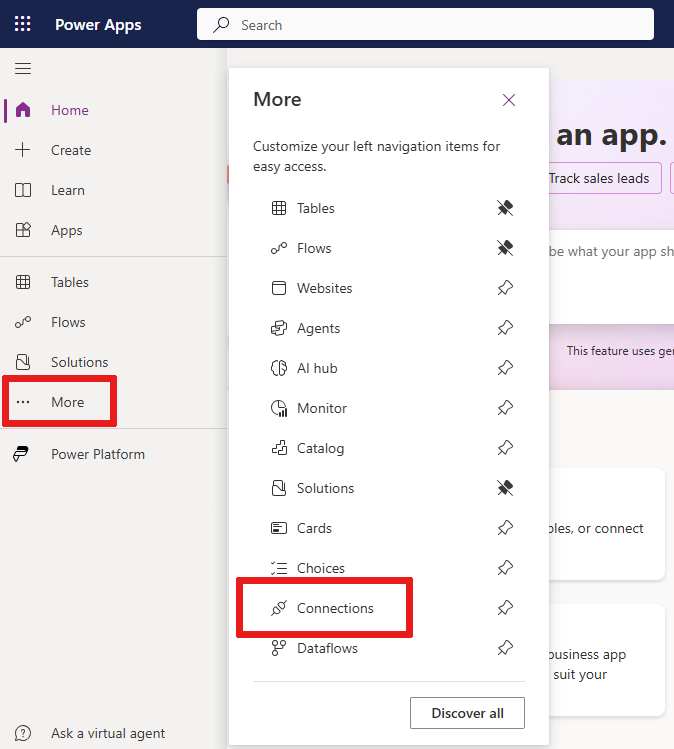 Power Apps
Search
Home
Create
Learn
Apps
Tables
Flows
Solutions
More
Power Platform
Ask a virtual agent
More
Customize your left navigation items for
easy access.
Tables
Flows
Websites
Agents
AI hub
Monitor
Catalog
Solutions
Cards
Choices
Connections
Dataflows
Discover all
an app.
Track sales leads
be what your app
This feature uses
or connect
business app
suit your